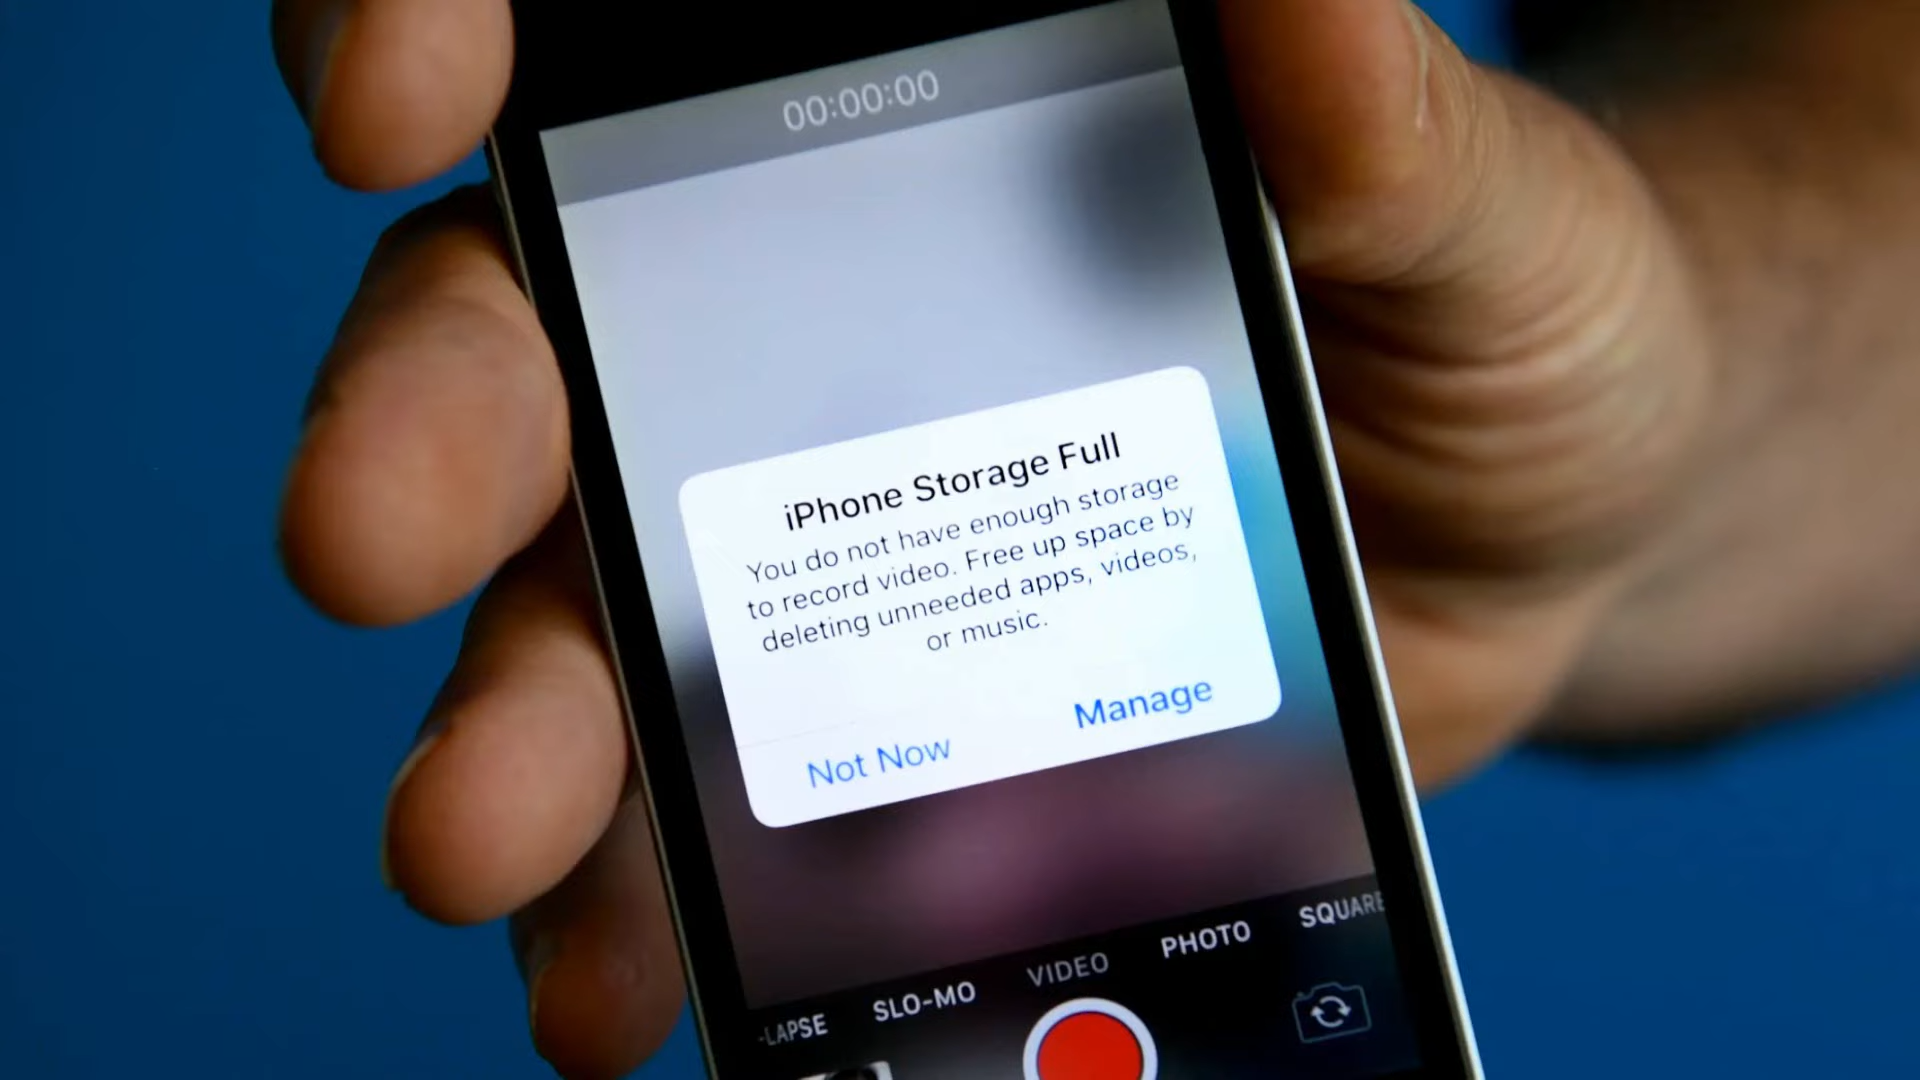 00:00:00
iPhone Storage Full
You do not have enough storage
to record video. Free up space by
deleting unneeded apps, videos,
or music.
Not Now
Manage
-LAPSE SLO-MO VIDEO PHOTO SQUARE